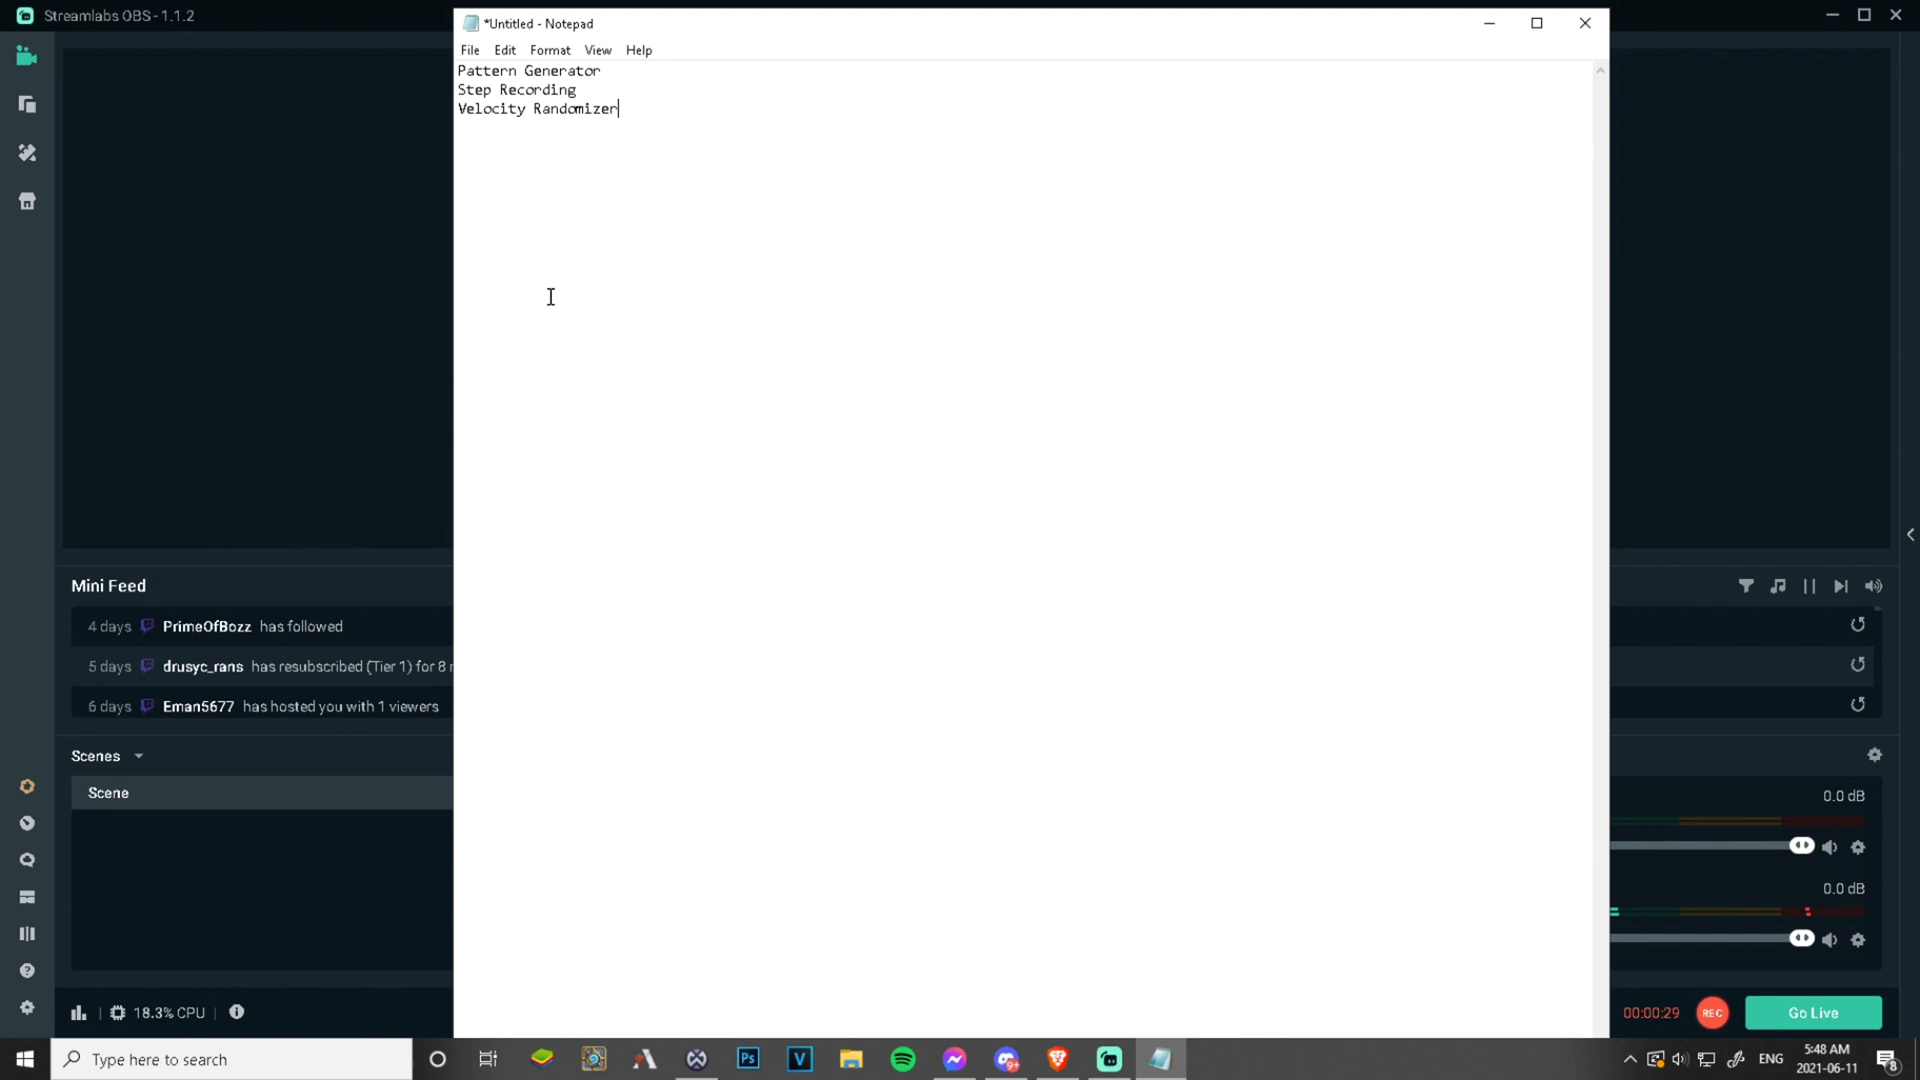 Streamlabs OBS - 1.1.2
*Untitled - Notepad
File Edit Format View Help
Pattern Generator
Step Recording
Velocity Randomizer
Mini Feed
4 days PrimeOfBozz has followed
5 days drusyc_rans has resubscribed (Tier 1) for 8
6 days Eman5677 has hosted you with 1 viewers
Scenes
Scene
0.0 dB
0.0 dB
18.3% CPU
00:00:29 REC Go Live
Type here to search
Ps
V
9+
ENG
5:48 AM
2021-06-11
8